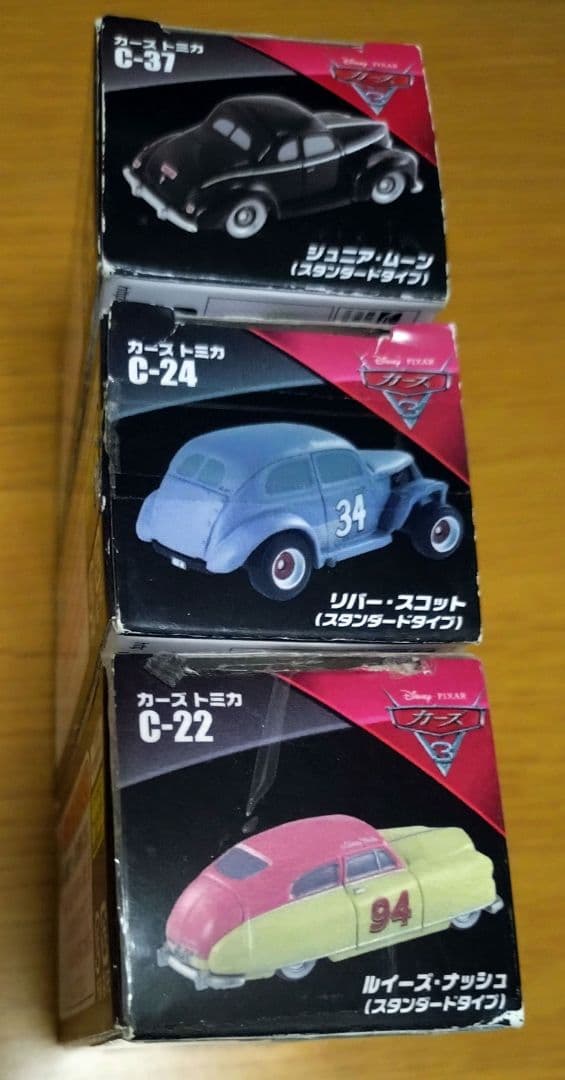 カーズ トミカ
C-37
Disney PIXAR
カーズ
3
ジュニア・ムーン
(スタンダードタイプ)
カーズ トミカ
C-24
Disney PIXAR
カーズ
3
34
リバー・スコット
(スタンダードタイプ)
カーズ トミカ
C-22
Disney PIXAR
カーズ
3
94
ルイーズ・ナッシュ
(スタンダードタイプ)